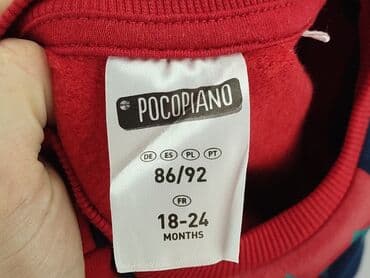 POCOPIANO
DE ES PL PT
86/92
FR
18-24
MONTHS